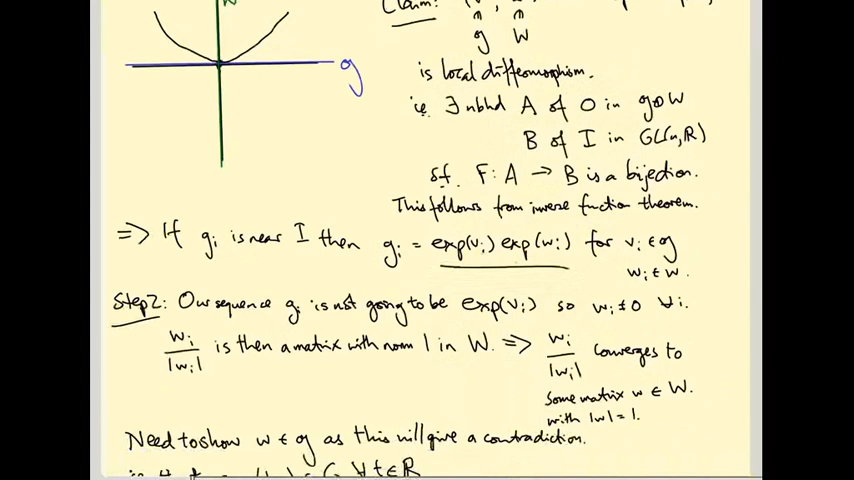 W
Claim:
g W
g
is local diffeomorphism.
i.e. ∃ nbhd A of 0 in g⊕W
B of I in GL(n,R)
s.t. F: A → B is a bijection.
This follows from inverse function theorem.
⇒ If gᵢ is near I then gᵢ = exp(vᵢ) exp(wᵢ) for vᵢ ∈ g
wᵢ ∈ W.
Step 2: Our sequence gᵢ is not going to be exp(vᵢ) so wᵢ ≠ 0 ∀i.
wᵢ/|wᵢ| is then a matrix with norm 1 in W. ⇒ wᵢ/|wᵢ| converges to
some matrix w ∈ W.
with |w| = 1.
Need to show w ∈ g as this will give a contradiction.
G ∀t∈R